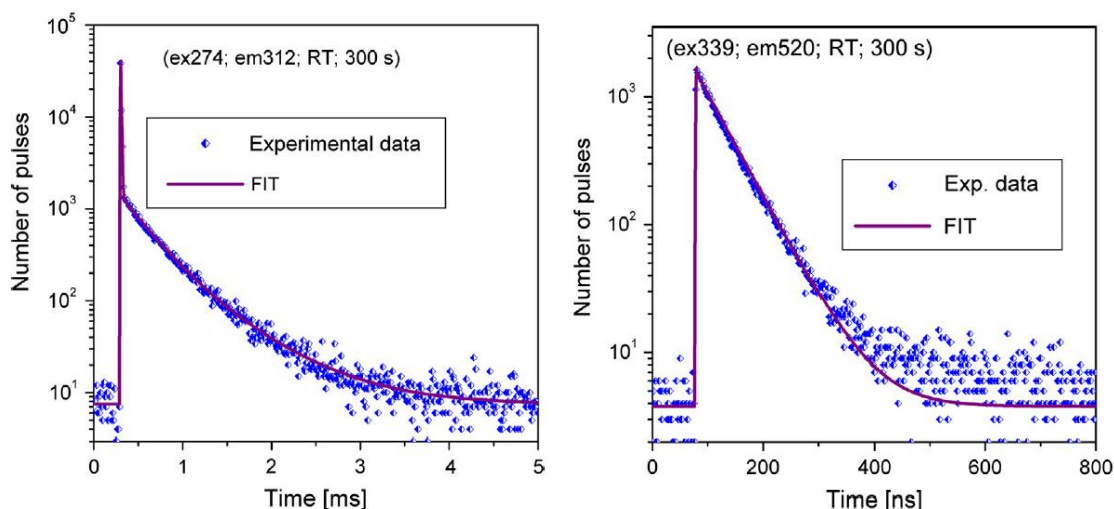 (ex274; em312; RT; 300 s)
Experimental data
FIT
Number of pulses
10^5
10^4
10^3
10^2
10^1
0 1 2 3 4 5
Time [ms]
(ex339; em520; RT; 300 s)
Exp. data
FIT
Number of pulses
10^3
10^2
10^1
0 200 400 600 800
Time [ns]